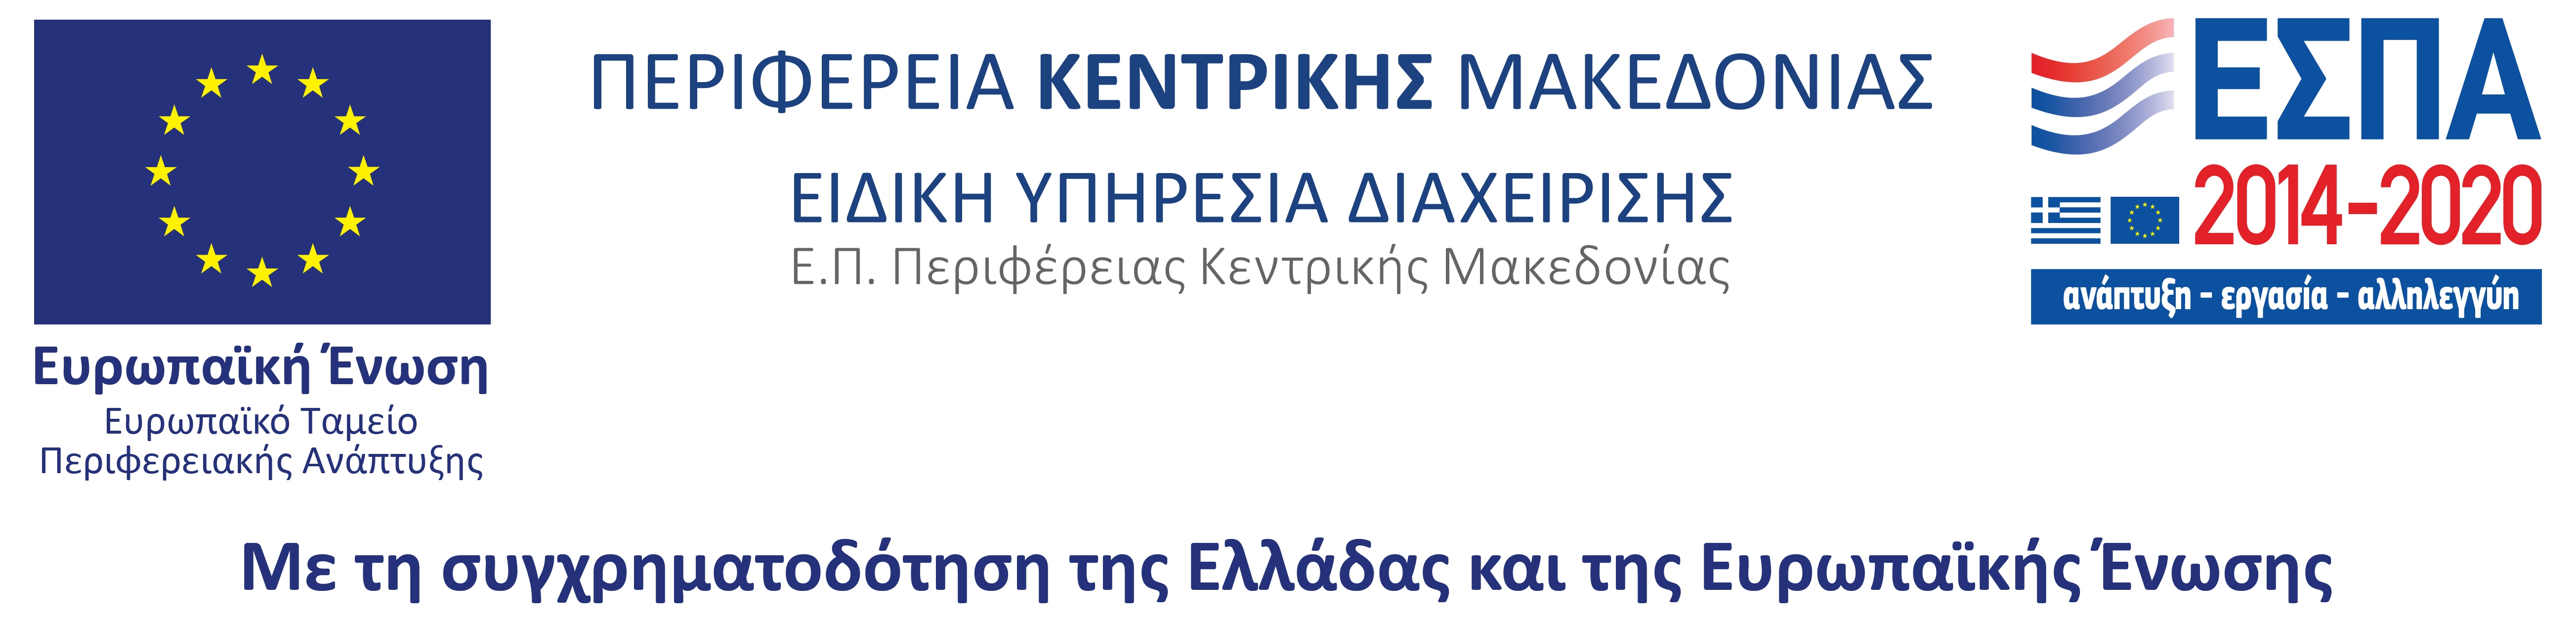 Ευρωπαϊκή Ένωση
Ευρωπαϊκό Ταμείο
Περιφερειακής Ανάπτυξης
ΠΕΡΙΦΕΡΕΙΑ ΚΕΝΤΡΙΚΗΣ ΜΑΚΕΔΟΝΙΑΣ
ΕΙΔΙΚΗ ΥΠΗΡΕΣΙΑ ΔΙΑΧΕΙΡΙΣΗΣ
Ε.Π. Περιφέρειας Κεντρικής Μακεδονίας
ΕΣΠΑ
2014-2020
ανάπτυξη - εργασία - αλληλεγγύη
Με τη συγχρηματοδότηση της Ελλάδας και της Ευρωπαϊκής Ένωσης